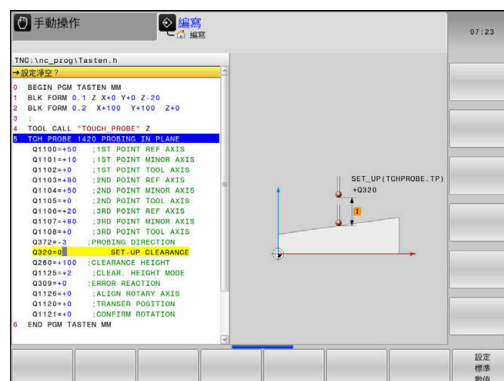 手動操作
編寫
編寫
07:23
TNC:\nc_prog\Tasten.h
→設定淨空？
0 BEGIN PGM TASTEN MM
1 BLK FORM 0.1 Z X+0 Y+0 Z-20
2 BLK FORM 0.2 X+100 Y+100 Z+0
3 ;
4 TOOL CALL "TOUCH_PROBE" Z
5 TCH PROBE 1420 PROBING IN PLANE
Q1100=+50 ;1ST POINT REF AXIS
Q1101=+10 ;1ST POINT MINOR AXIS
Q1102=+0 ;1ST POINT TOOL AXIS
Q1103=+80 ;2ND POINT REF AXIS
Q1104=+50 ;2ND POINT MINOR AXIS
Q1105=+0 ;2ND POINT TOOL AXIS
Q1106=+20 ;3RD POINT REF AXIS
Q1107=+80 ;3RD POINT MINOR AXIS
Q1108=+0 ;3RD POINT TOOL AXIS
Q372=-3 ;PROBING DIRECTION
Q320=0 SET-UP CLEARANCE
Q260=+100 ;CLEARANCE HEIGHT
Q1125=+2 ;CLEAR. HEIGHT MODE
Q309=+0 ;ERROR REACTION
Q1126=+0 ;ALIGN ROTARY AXIS
Q1120=+0 ;TRANSER POSITION
Q1121=+0 ;CONFIRM ROTATION
6 END PGM TASTEN MM
SET_UP(TCHPROBE.TP)
+Q320
I
設定
標準
數值